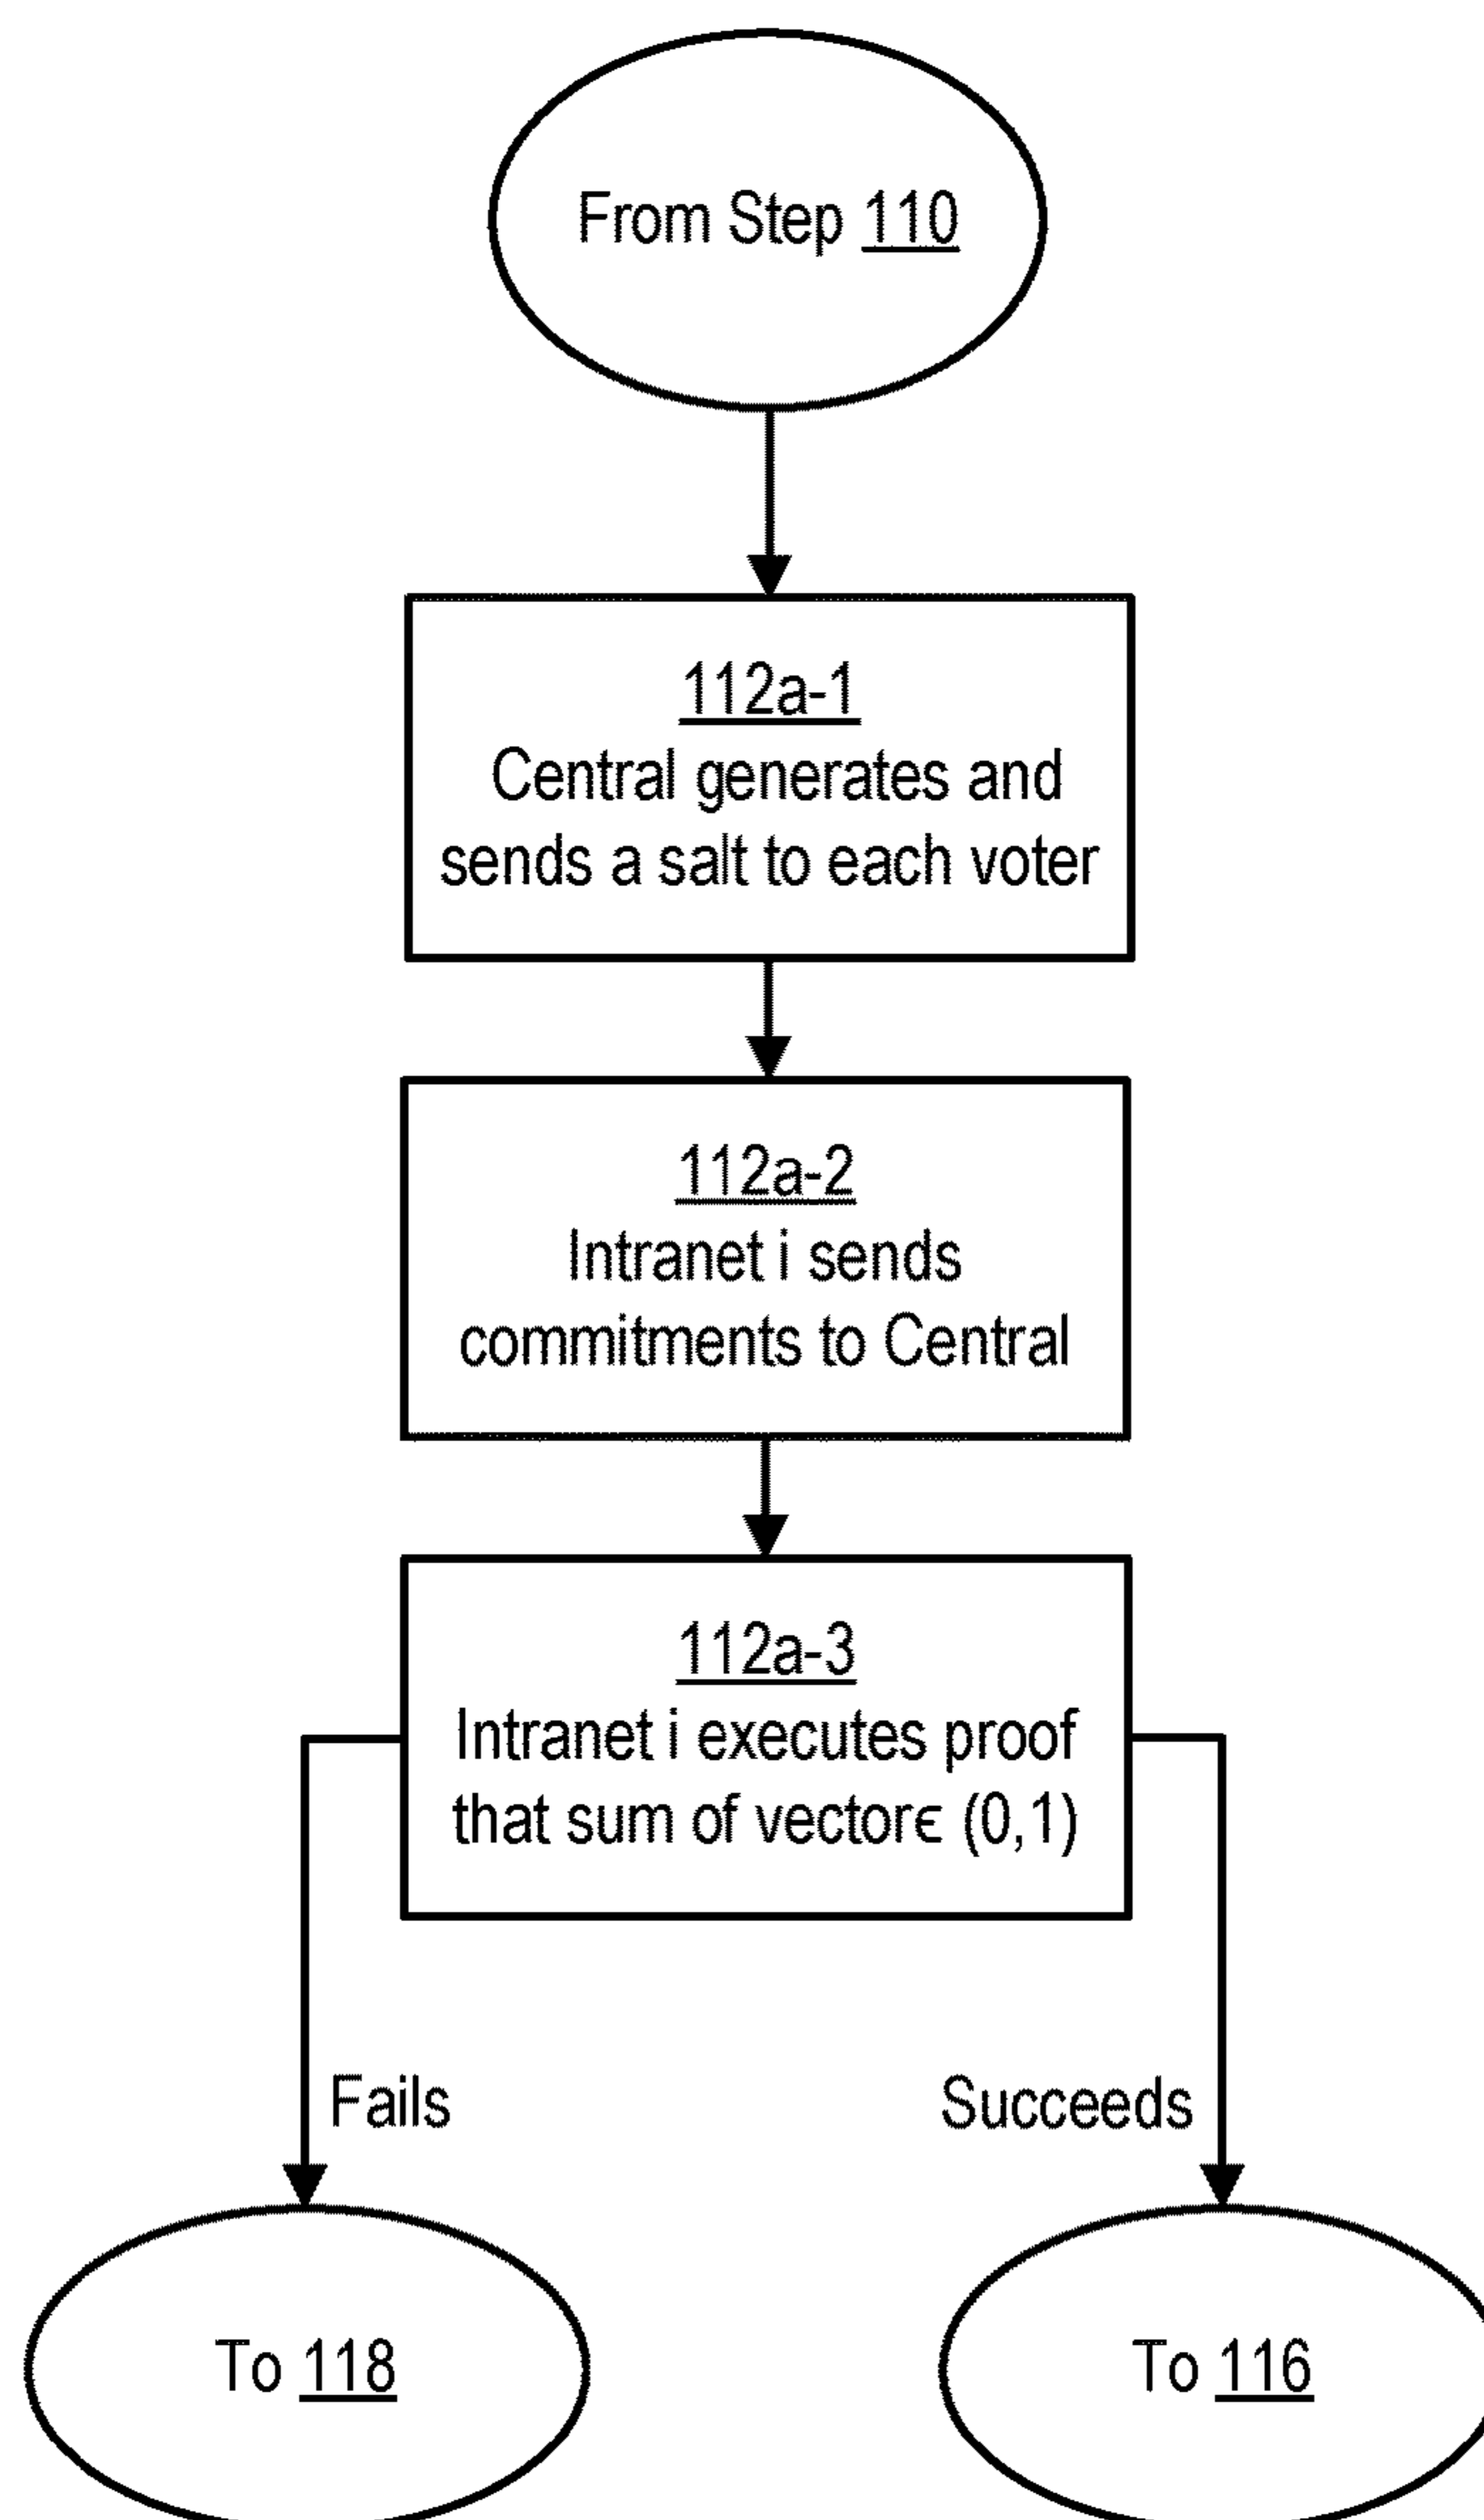 From Step 110
112a-1
Central generates and
sends a salt to each voter
112a-2
Intranet i sends
commitments to Central
112a-3
Intranet i executes proof
that sum of vectorϵ (0,1)
Fails
Succeeds
To 118
To 116